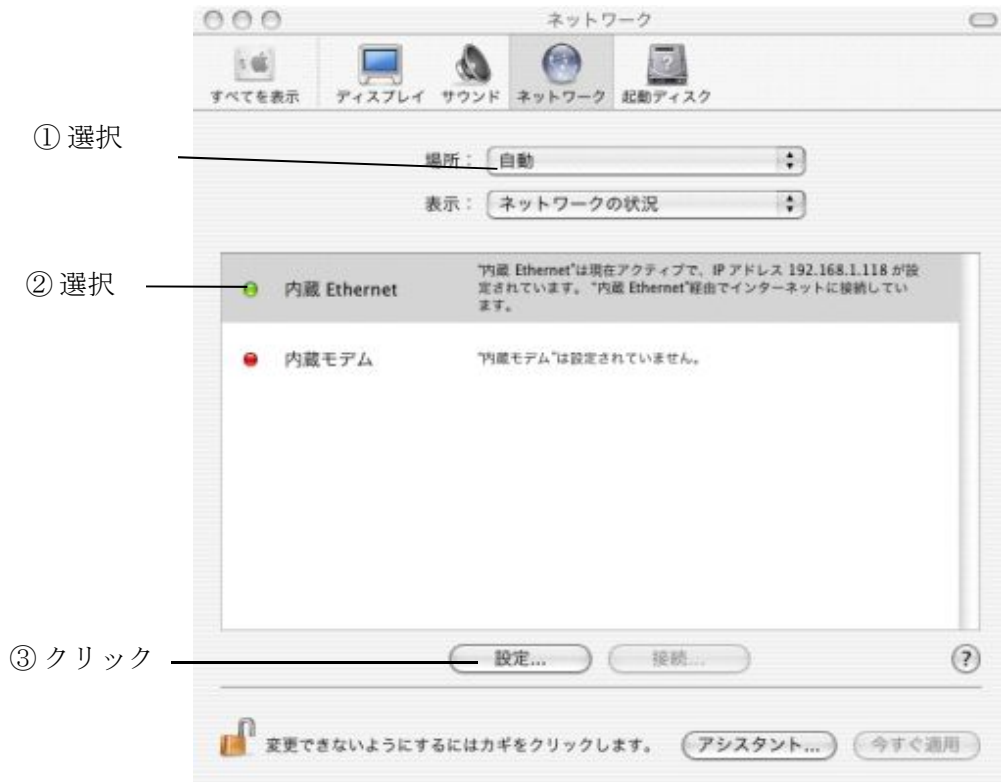 ネットワーク
すべてを表示 ディスプレイ サウンド ネットワーク 起動ディスク
① 選択
場所： 自動
表示： ネットワークの状況
② 選択
内蔵 Ethernet
"内蔵 Ethernet"は現在アクティブで、IP アドレス 192.168.1.118 が設
定されています。"内蔵 Ethernet"経由でインターネットに接続してい
ます。
内蔵モデム
"内蔵モデム"は設定されていません。
③ クリック
設定... 接続... ?
変更できないようにするにはカギをクリックします。 アシスタント... 今すぐ適用